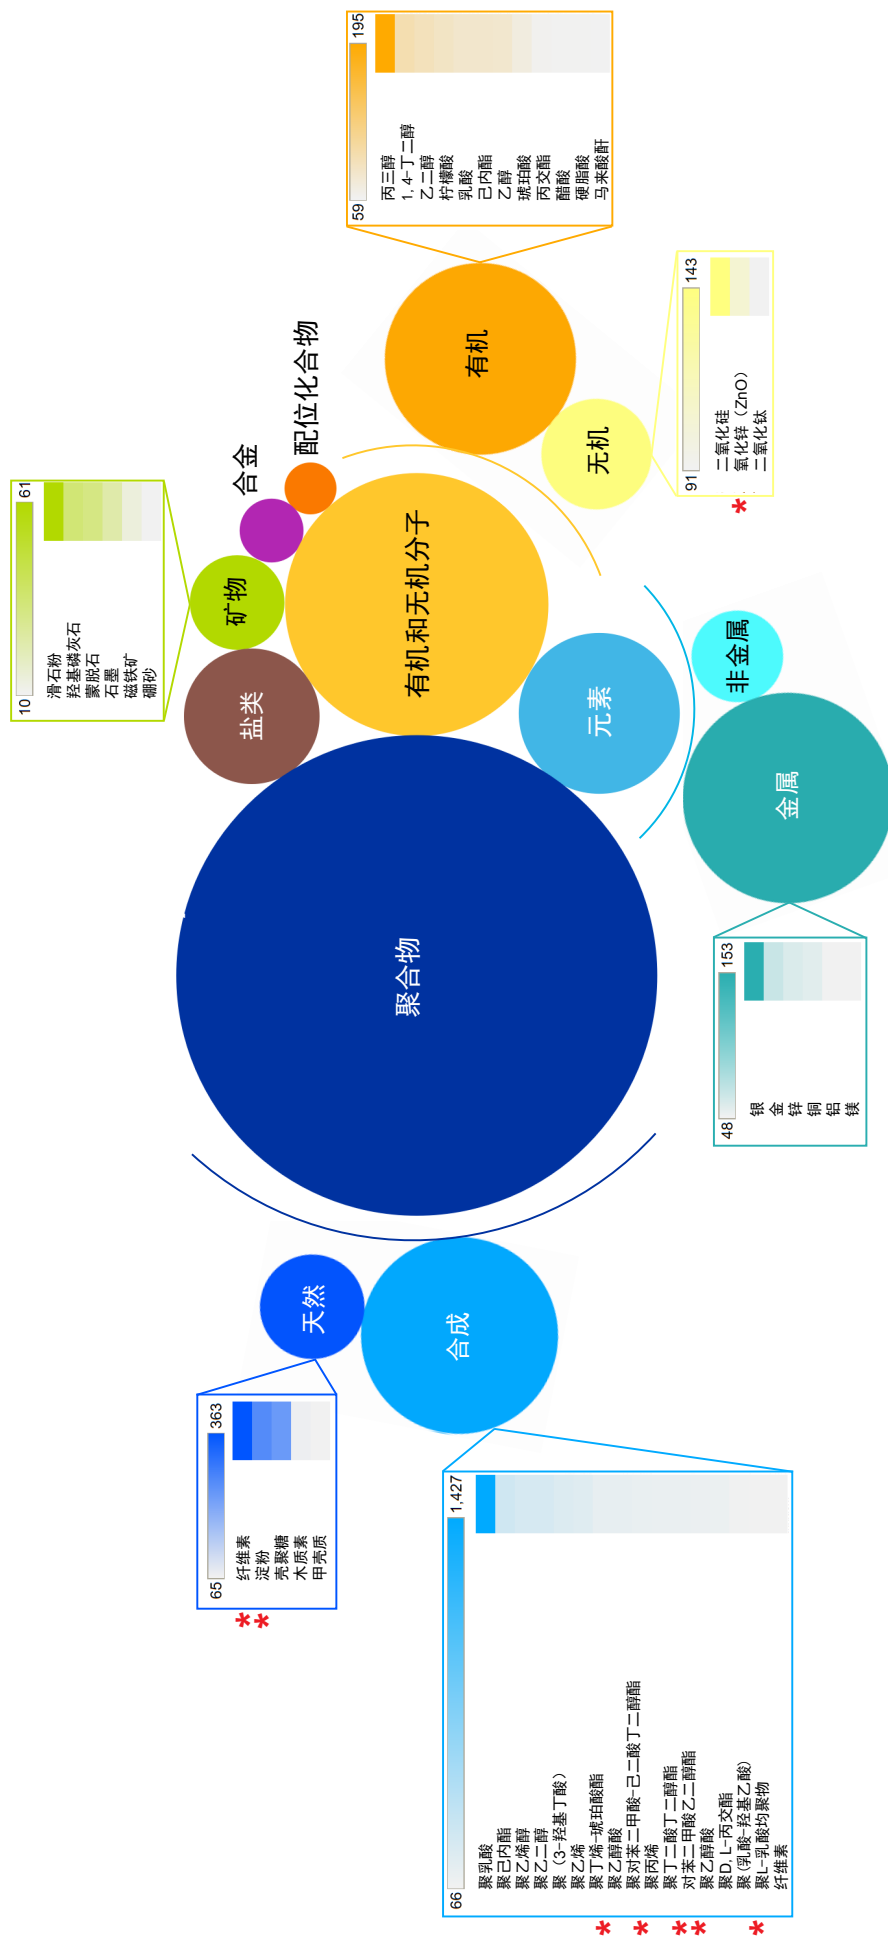 66
1,427
聚乳酸
聚己内酯
聚乙烯醇
聚乙二醇
聚（3-羟基丁酸）
聚乙烯
*聚丁烯-琥珀酸酯
聚乙醇酸
*聚对苯二甲酸-己二酸丁二醇酯
聚丙烯
*聚丁二酸丁二醇酯
*对苯二甲酸乙二醇酯
聚乙醇酸
聚D,L-丙交酯
聚(乳酸-羟基乙酸)
*聚L-乳酸均聚物
纤维素
65
363
*纤维素
*淀粉
壳聚糖
木质素
甲壳质
天然
合成
聚合物
48
153
银
金
锌
铜
铝
镁
金属
非金属
元素
盐类
矿物
10
61
滑石粉
羟基磷灰石
蒙脱石
石墨
磁铁矿
硼砂
合金
配位化合物
有机和无机分子
无机
91
143
二氧化硅
*氧化锌（ZnO）
二氧化钛
有机
59
195
丙三醇
1,4-丁二醇
乙二醇
柠檬酸
乳酸
己内酯
乙醇
琥珀酸
丙交酯
醋酸
硬脂酸
马来酸酐